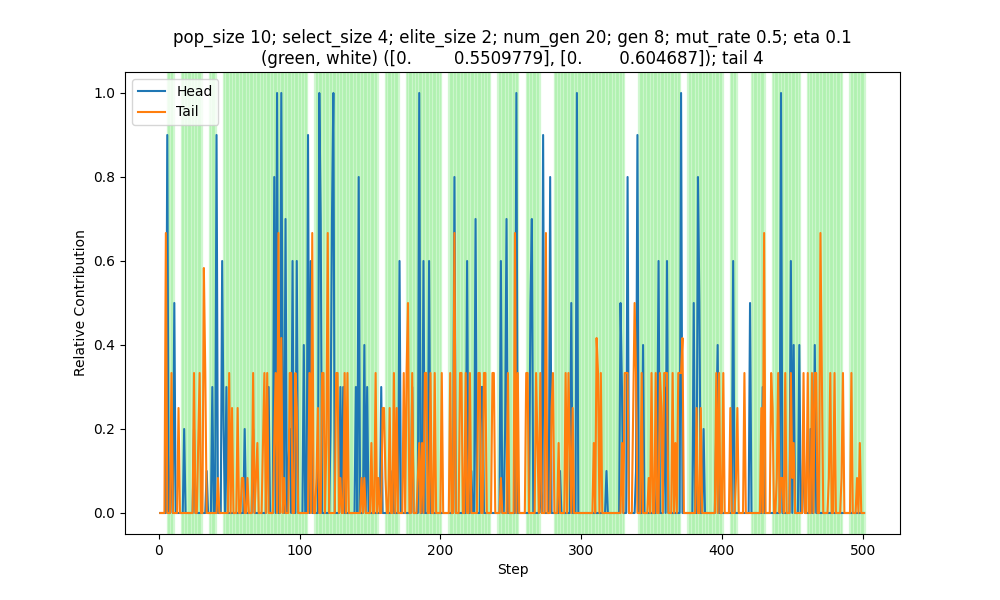 pop_size 10; select_size 4; elite_size 2; num_gen 20; gen 8; mut_rate 0.5; eta 0.1
(green, white) ([0. 0.5509779], [0. 0.604687]); tail 4
Head
Tail
1.0
0.8
0.6
0.4
0.2
0.0
Relative Contribution
0 100 200 300 400 500
Step